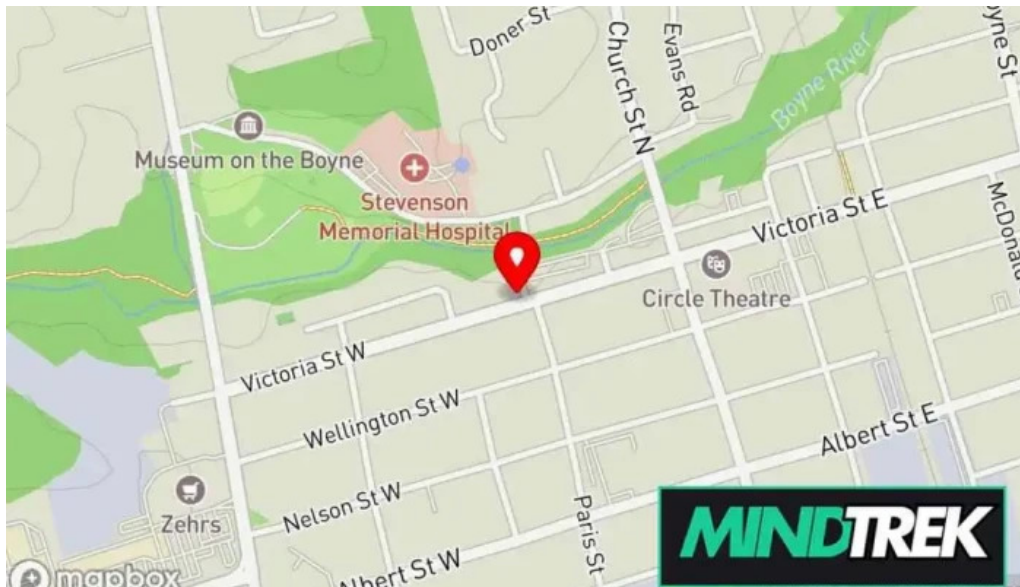 Doner St
Church St N
Evans Rd
Boyne River
oyne St
Museum on the Boyne
Stevenson
Memorial Hospital
Victoria St E
McDonald
Circle Theatre
Victoria St W
Wellington St W
Albert St E
Zehrs
Nelson St W
Paris St
Albert St W
mapbox
MINDTREK